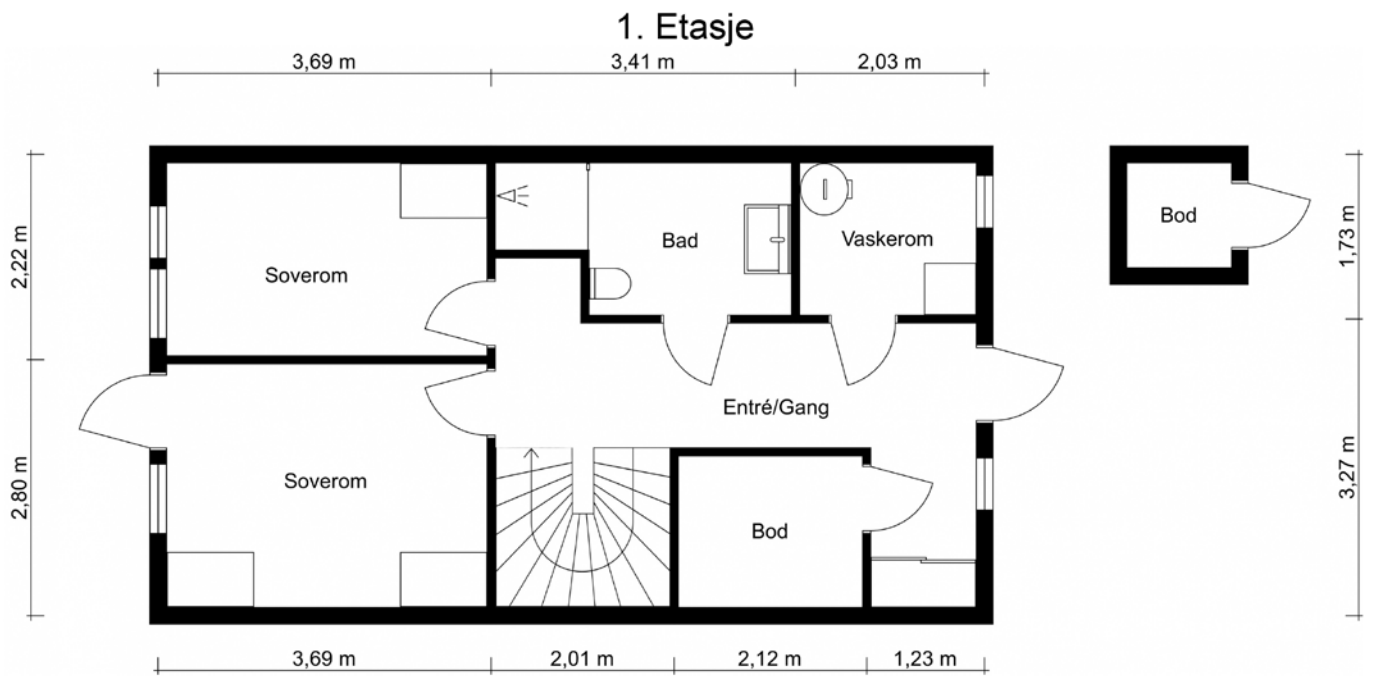 1. Etasje
3,69 m
3,41 m
2,03 m
2,22 m
2,80 m
Soverom
Bad
Vaskerom
Bod
1,73 m
3,27 m
Entré/Gang
Soverom
Bod
3,69 m
2,01 m
2,12 m
1,23 m